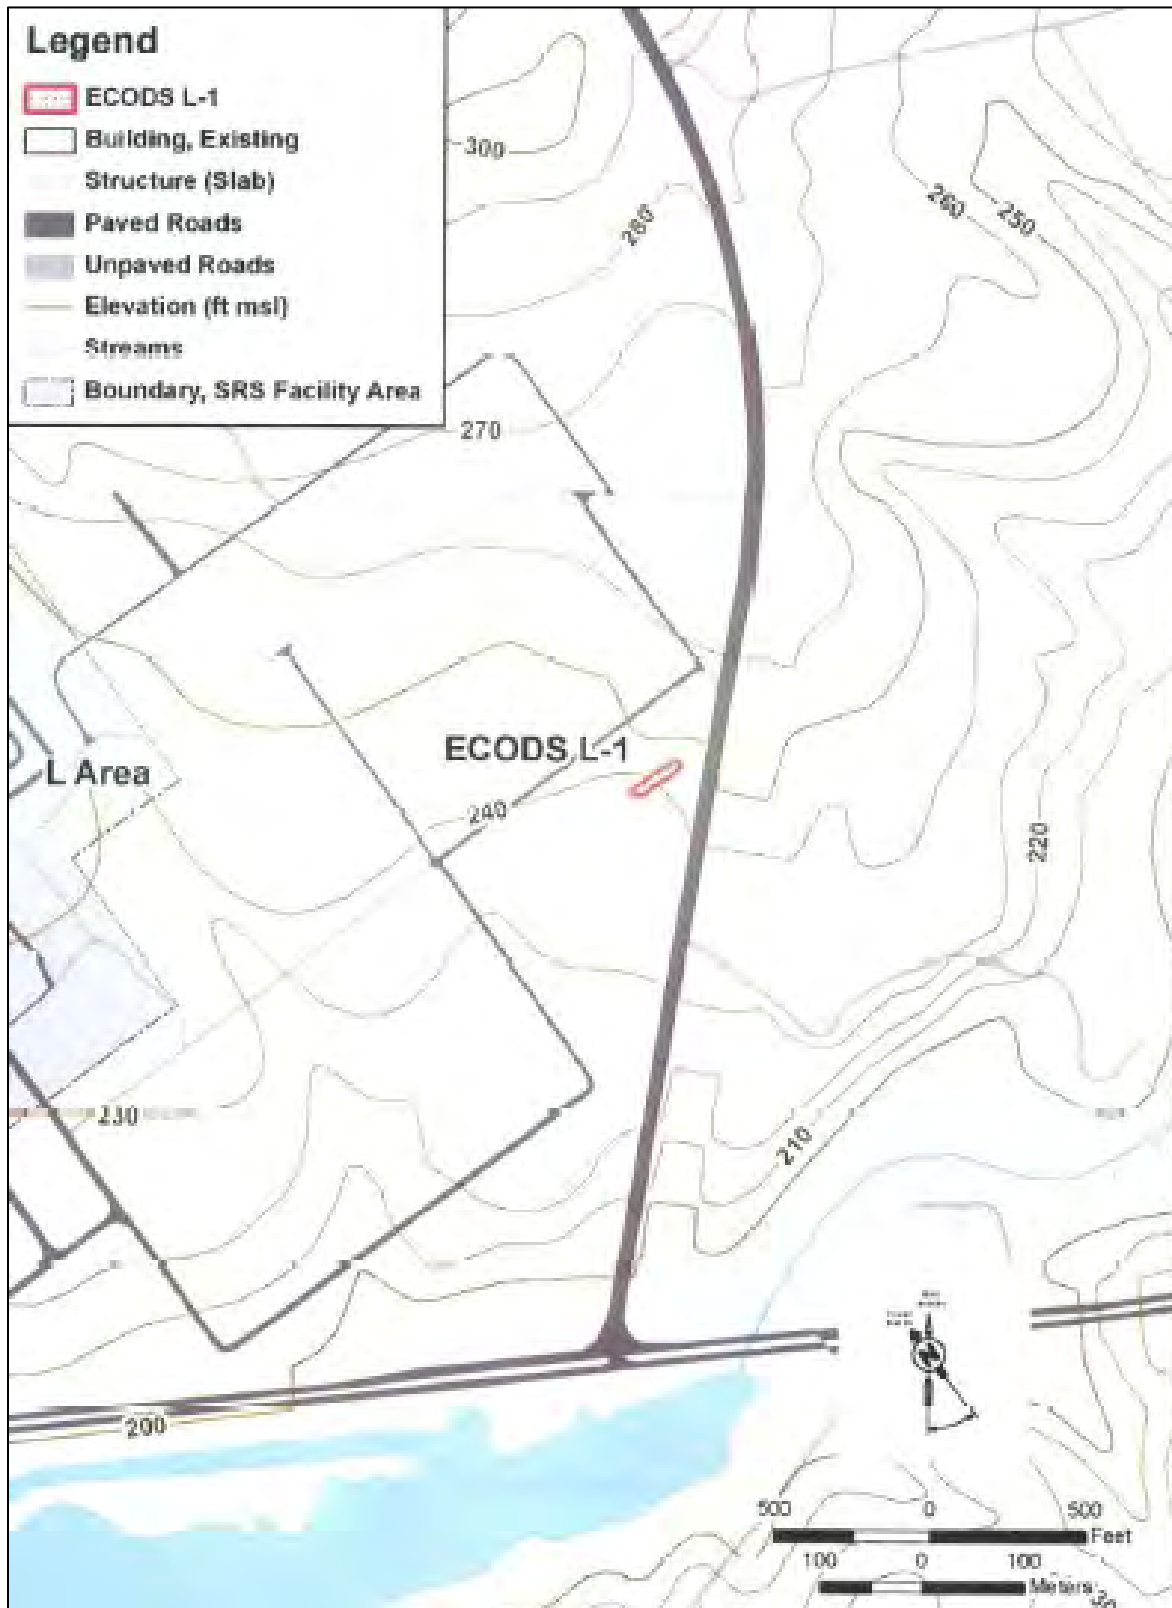 Legend
ECODS L-1
Building, Existing
Structure (Slab)
Paved Roads
Unpaved Roads
Elevation (ft msl)
Streams
Boundary, SRS Facility Area
300
280
260
250
270
ECODS L-1
L Area
240
220
230
210
200
500 0 500
Feet
100 0 100
Meters